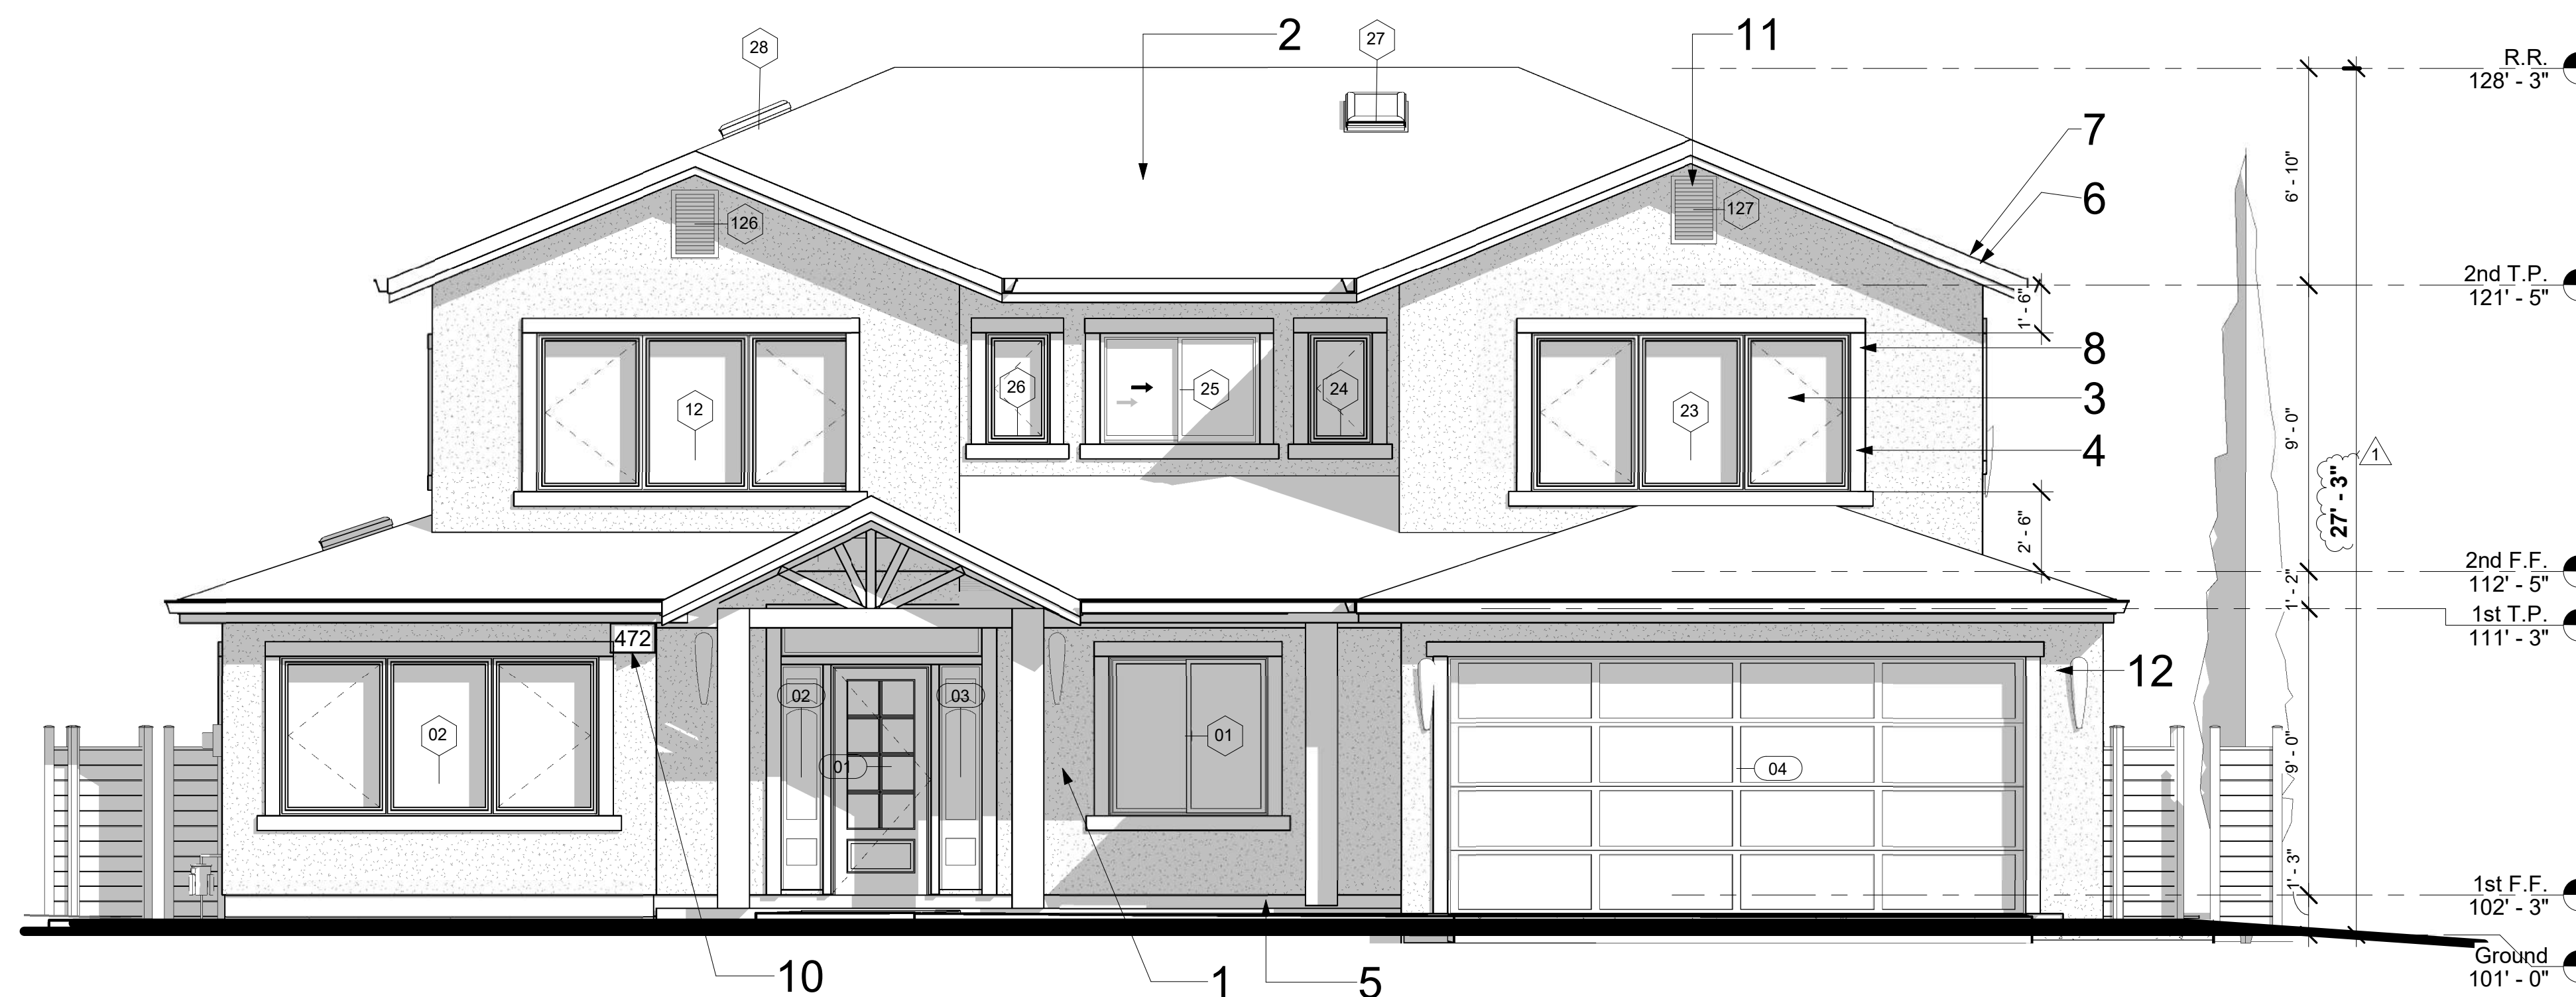 2
11
28
27
R.R.
128' - 3"
7
6
6' - 10"
126
127
2nd T.P.
121' - 5"
1' - 6"
8
26
25
24
3
12
23
9' - 0"
4
1
27' - 3"
2' - 6"
2nd F.F.
112' - 5"
1' - 2"
1st T.P.
111' - 3"
472
12
02
03
02
01
01
04
9' - 0"
1' - 3"
1st F.F.
102' - 3"
Ground
101' - 0"
10
1
5